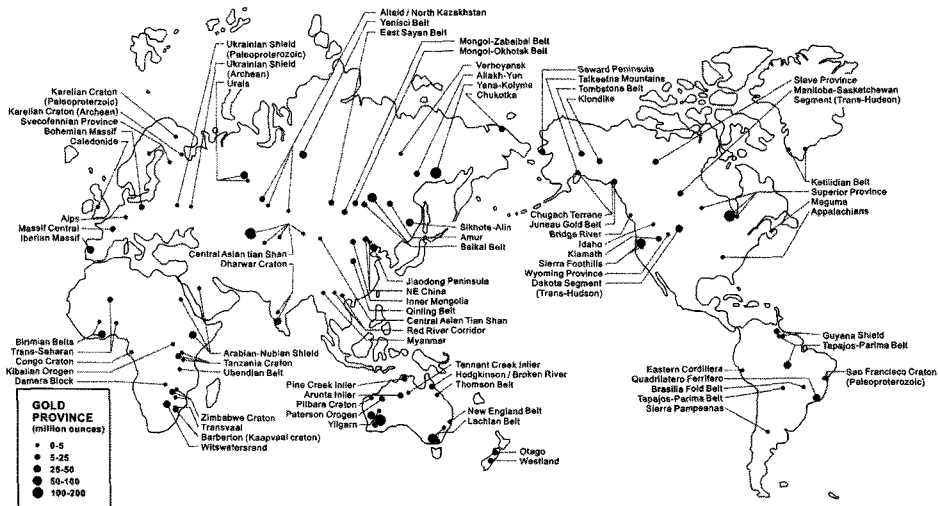 Altaid / North Kazakhstan
Yenisci Belt
East Sayan Belt
Ukrainian Shield
(Paleoproterozoic)
Ukrainian Shield
(Archean)
Urals
Mongol-Zabaibal Belt
Mongol-Okhotsk Belt
Verhoyansk
Allakh-Yun
Yana-Kolyma
Chukotka
Karelian Craton
(Paleoproterzoid)
Karelian Craton (Archean)
Svecofennian Province
Bohemian Massif
Caledonide
Alps
Massif Central
Iberian Massif
Seward Peninsula
Talkeetna Mountains
Tombstone Belt
Klondike
Slave Province
Manitoba-Saskatchewan
Segment (Trans-Hudson)
Ketilidian Belt
Superior Province
Meguma
Appalachians
Chugach Terrane
Juneau Gold Belt
Bridge River
Idaho
Klamath
Sierra Foothills
Wyoming Province
Dakota Segment
(Trans-Hudson)
Sikhote-Alin
Amur
Baikal Belt
Central Asian tian Shan
Dharwar Craton
Jiaodong Peninsula
NE China
Inner Mongolia
Qinling Belt
Central Asian Tian Shan
Red River Corridor
Myanmar
Birimian Belts
Trans-Saharan
Congo Craton
Kibalian Orogen
Damara Block
Arabian-Nubian Shield
Tanzania Craton
Ubendian Belt
Zimbabwe Craton
Transvaal
Barberton (Kaapvaal craton)
Witswatersrand
Tennant Creek Inlier
Hodgkinson / Broken River
Thomson Belt
Pine Creek Inlier
Arunta Inlier
Pilbara Craton
Paterson Orogen
Yilgarn
New England Belt
Lachlan Belt
Otago
Westland
Guyana Shield
Tapajos-Parima Belt
Eastern Cordillera
Quadrilatero Ferrifero
Brasilia Fold Belt
Tapajos-Parima Belt
Sierra Pampeanas
Sao Francisco Craton
(Paleoproterozoic)
GOLD
PROVINCE
(million ounces)
0-5
5-25
25-50
50-100
100-200